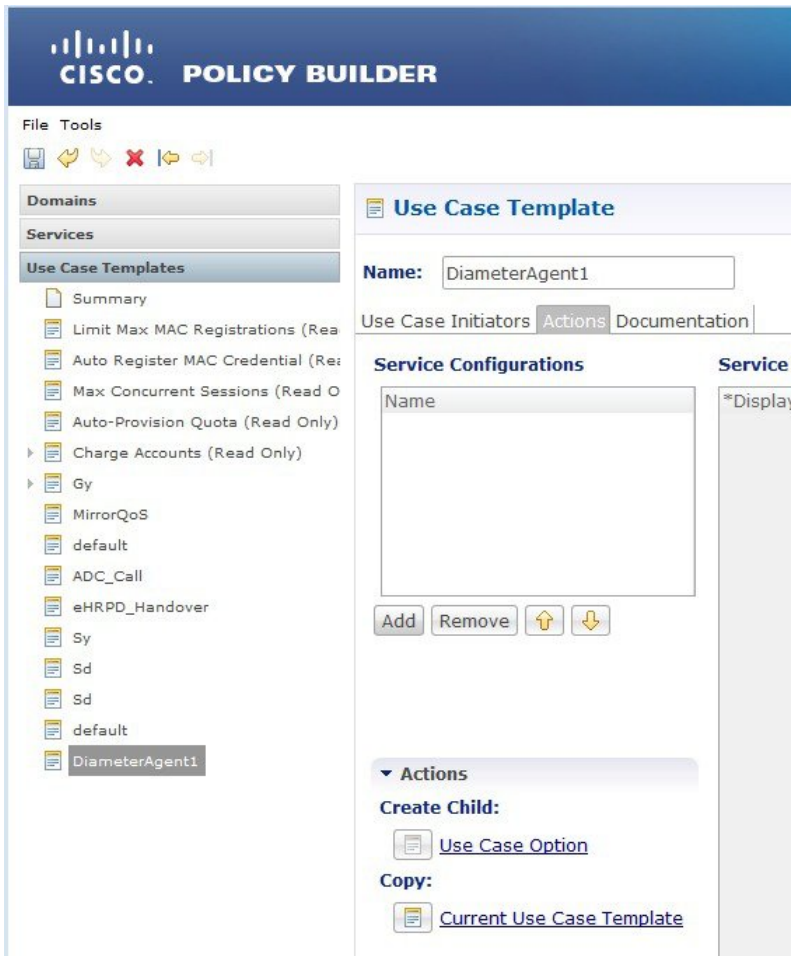 CISCO. POLICY BUILDER
File Tools
Domains
Services
Use Case Templates
Summary
Limit Max MAC Registrations (Rea
Auto Register MAC Credential (Rea
Max Concurrent Sessions (Read O
Auto-Provision Quota (Read Only)
Charge Accounts (Read Only)
Gy
MirrorQoS
default
ADC_Call
eHRPD_Handover
Sy
Sd
Sd
default
DiameterAgent1
Use Case Template
Name: DiameterAgent1
Use Case Initiators Actions Documentation
Service Configurations
Name
Add Remove
Actions
Create Child:
Use Case Option
Copy:
Current Use Case Template
Service
*Display